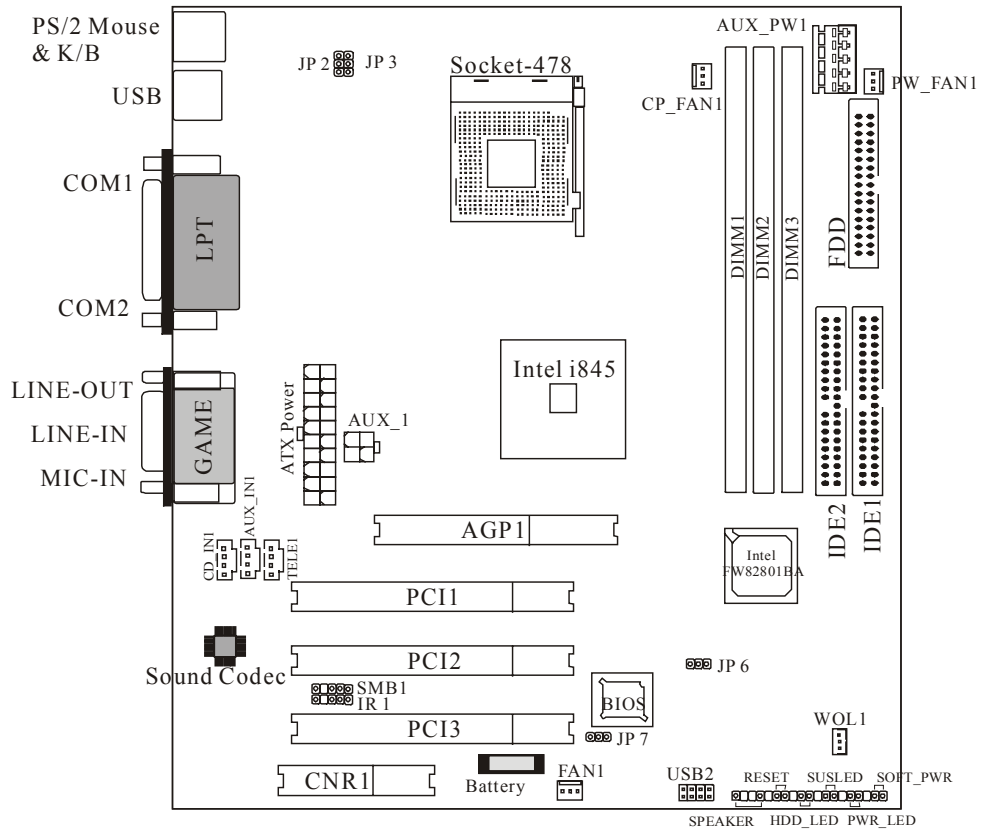 PS/2 Mouse
& K/B
JP 2
JP 3
AUX_PW1
Socket-478
PW_FAN1
CP_FAN1
USB
COM1
LPT
DIMM1
DIMM2
DIMM3
FDD
COM2
Intel i845
LINE-OUT
LINE-IN
MIC-IN
GAME
ATX Power
AUX_1
IDE2
IDE1
AGP1
CD_IN1
AUX_IN1
TELE1
Intel
FW82801BA
PCI1
Sound Codec
PCI2
JP 6
SMB1
IR 1
BIOS
PCI3
JP 7
WOL1
CNR1
Battery
FAN1
USB2
RESET
SUSLED
SOFT_PWR
SPEAKER
HDD_LED
PWR_LED